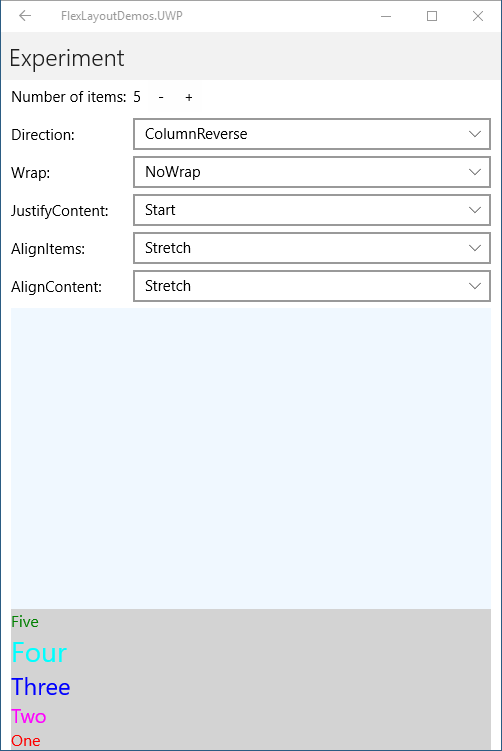 FlexLayoutDemos.UWP
Experiment
Number of items: 5 - +
Direction: ColumnReverse
Wrap: NoWrap
JustifyContent: Start
AlignItems: Stretch
AlignContent: Stretch
Five
Four
Three
Two
One